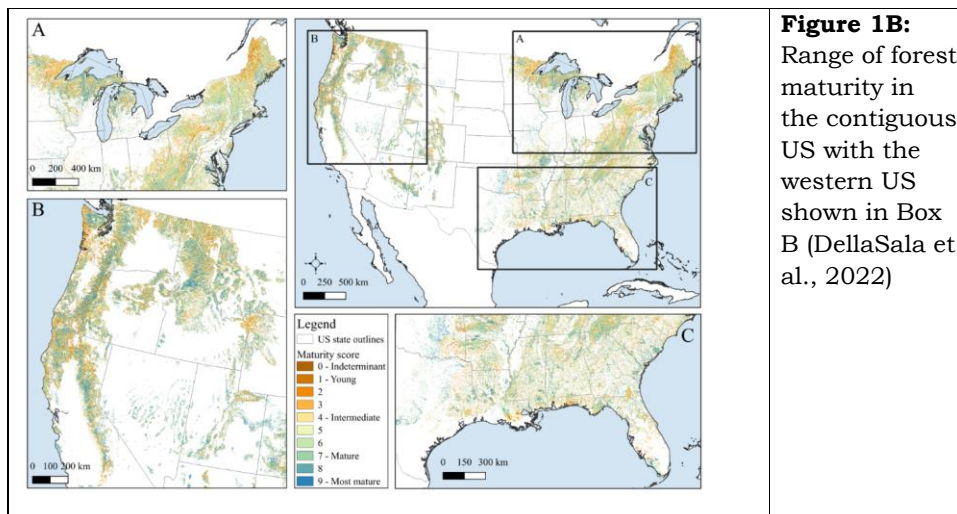 A
0 200 400 km
B
0 100 200 km
B
A
C
0 250 500 km
Legend
US state outlines
Maturity score
0 - Indeterminant
1 - Young
2
3
4 - Intermediate
5
6
7 - Mature
8
9 - Most mature
C
0 150 300 km
Figure 1B:
Range of forest
maturity in
the contiguous
US with the
western US
shown in Box
B (DellaSala et
al., 2022)